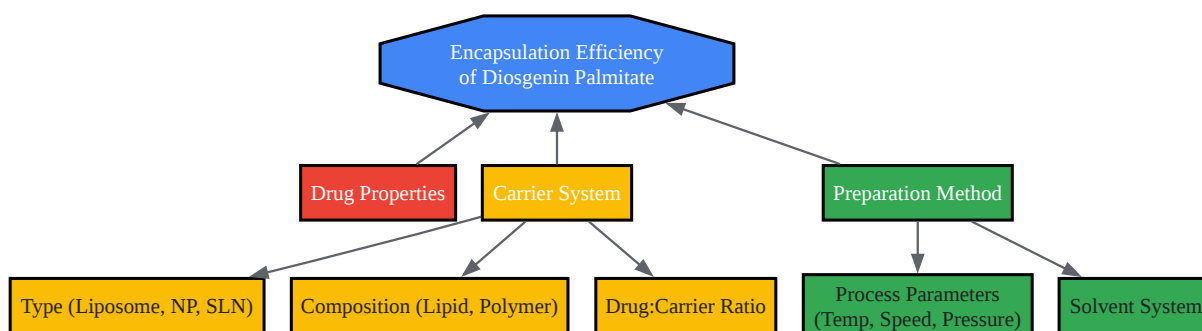 Encapsulation Efficiency
of Diosgenin Palmitate
Drug Properties
Carrier System
Preparation Method
Type (Liposome, NP, SLN)
Composition (Lipid, Polymer)
Drug:Carrier Ratio
Process Parameters
(Temp, Speed, Pressure)
Solvent System